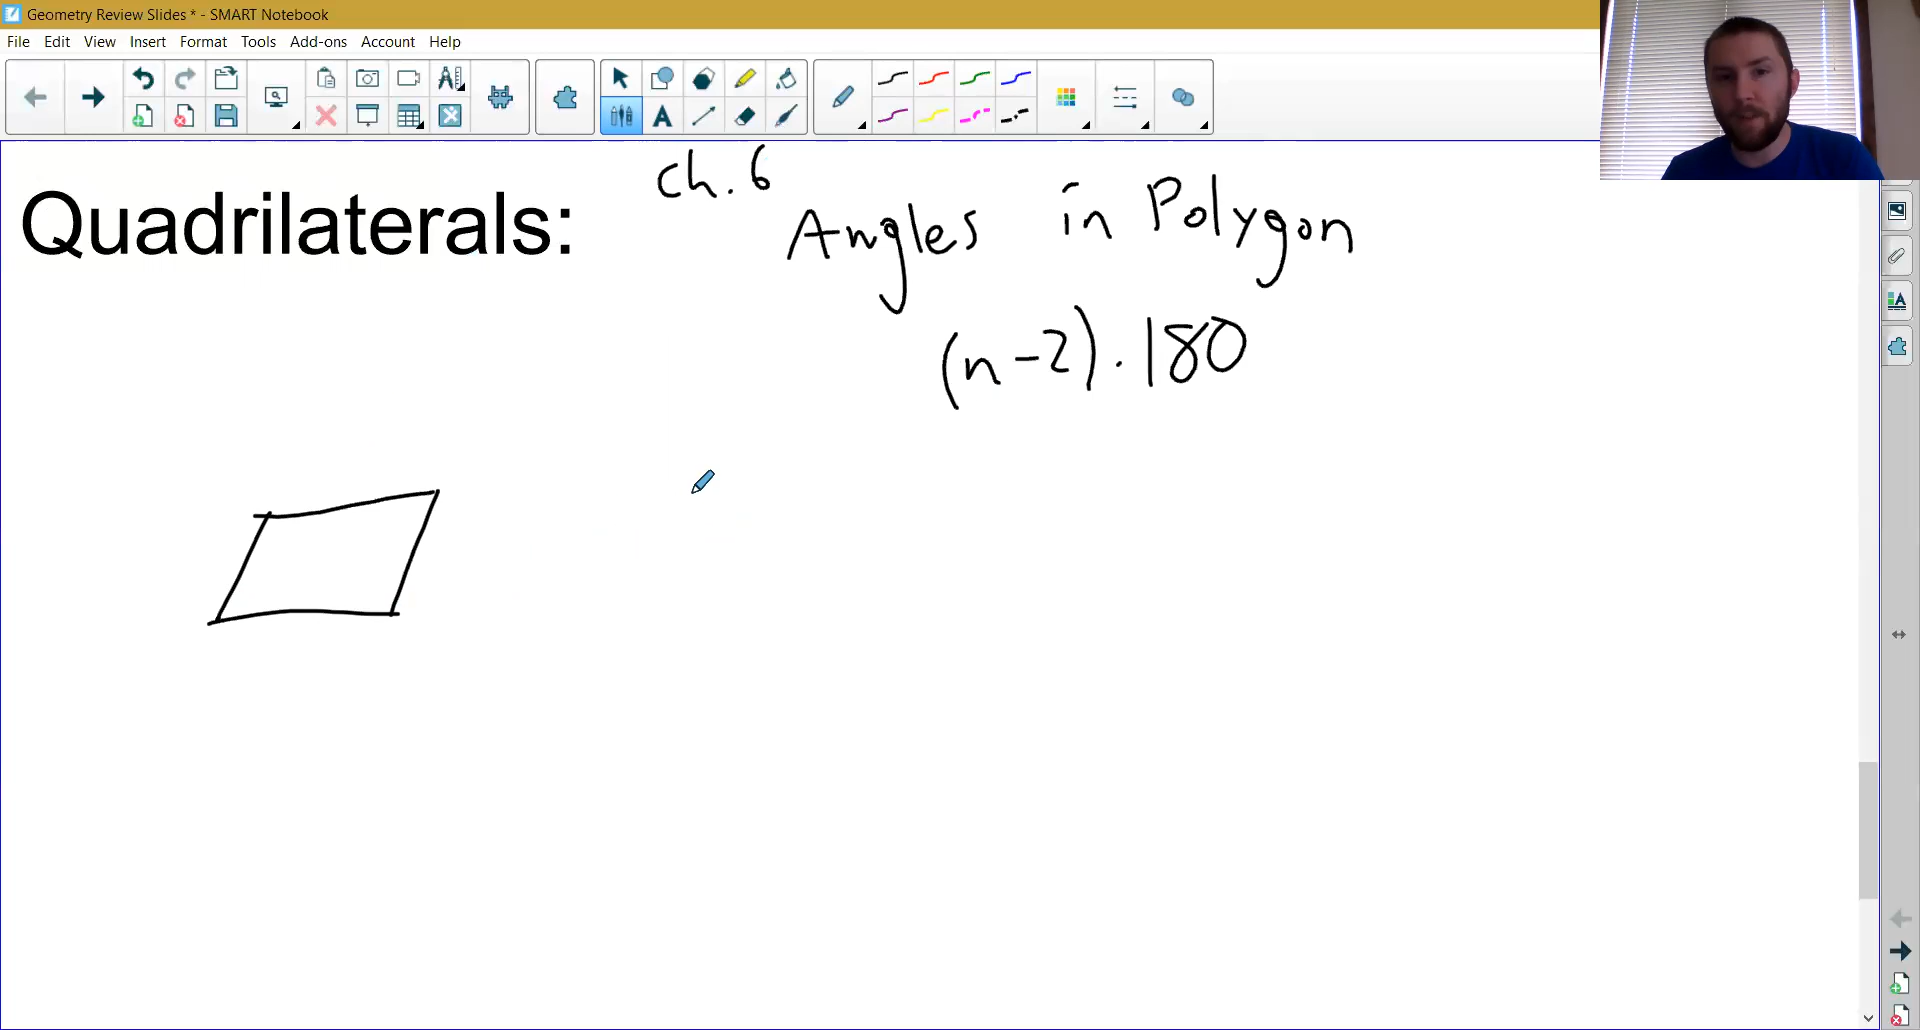 Geometry Review Slides * - SMART Notebook
File Edit View Insert Format Tools Add-ons Account Help
Ch. 6
Quadrilaterals:
Angles in Polygon
(n-2) · 180